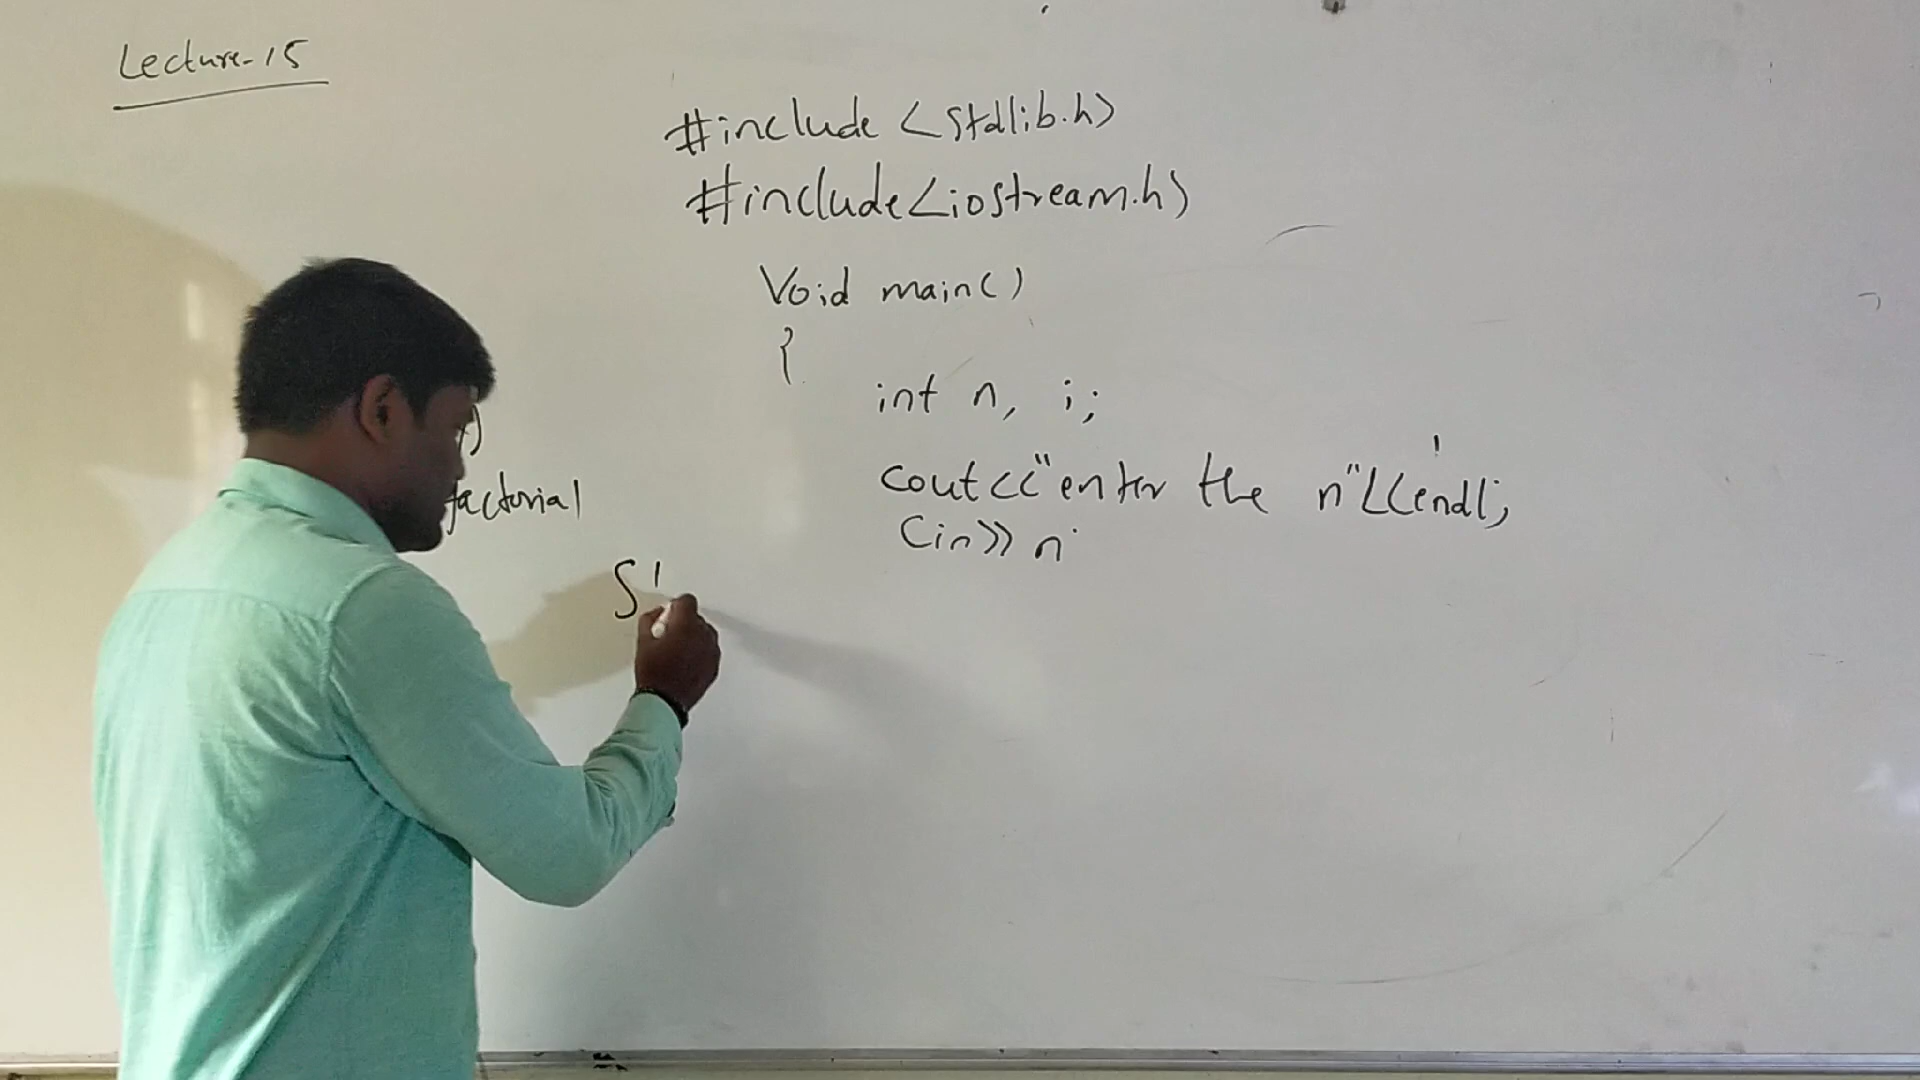 Lecture-15
#include <stdlib.h>
#include<iostream.h>
Void main()
{
int n, i;
cout<<"enter the n"<<endl;
Cin>>n
factorial
5!